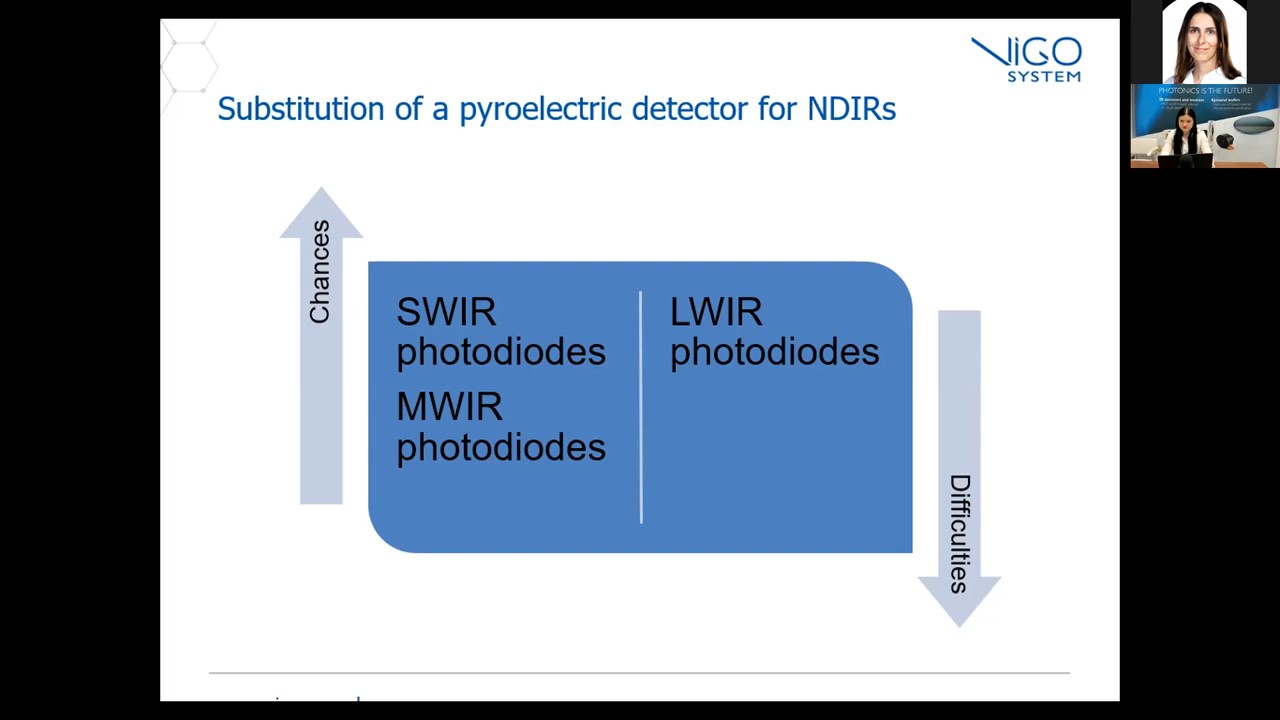 VIGO
SYSTEM
Substitution of a pyroelectric detector for NDIRs
Chances
SWIR
photodiodes
MWIR
photodiodes
LWIR
photodiodes
Difficulties
PHOTONICS IS THE FUTURE!